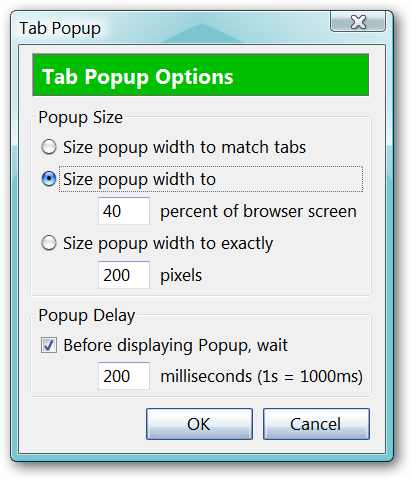 Tab Popup
Tab Popup Options
Popup Size
Size popup width to match tabs
Size popup width to
40 percent of browser screen
Size popup width to exactly
200 pixels
Popup Delay
Before displaying Popup, wait
200 milliseconds (1s = 1000ms)
OK Cancel